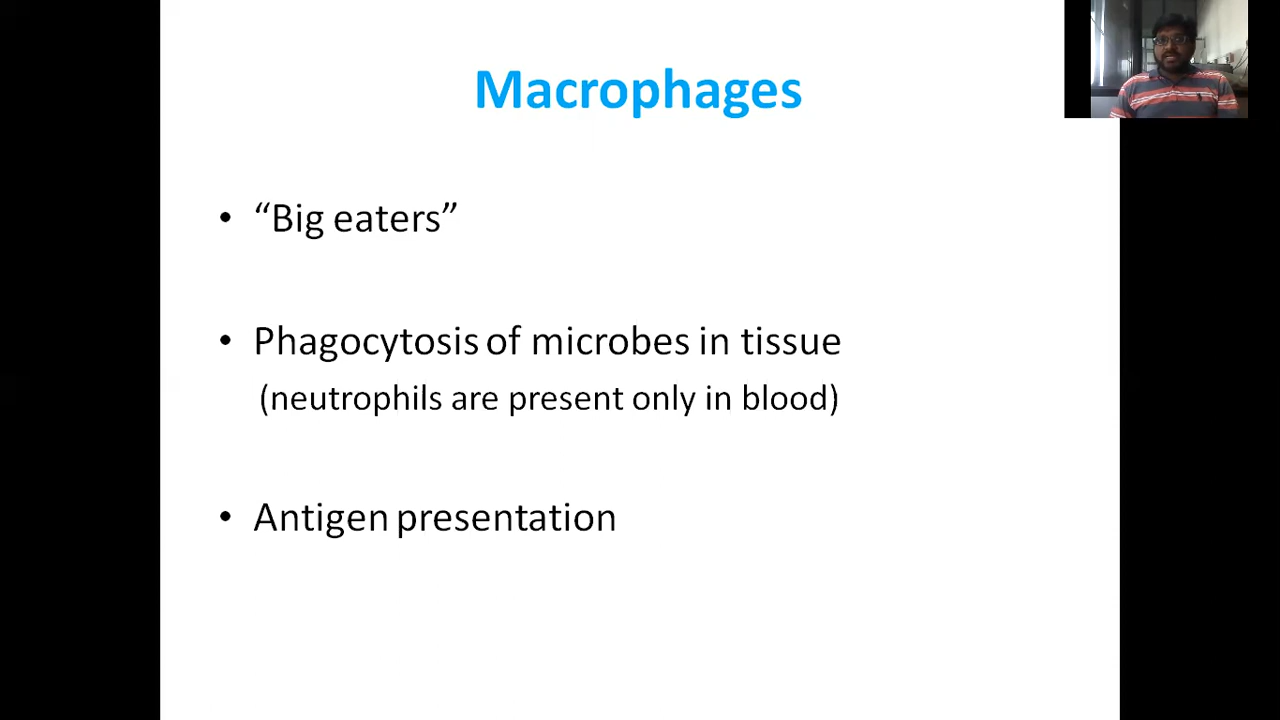 Macrophages
• “Big eaters”
• Phagocytosis of microbes in tissue
(neutrophils are present only in blood)
• Antigen presentation